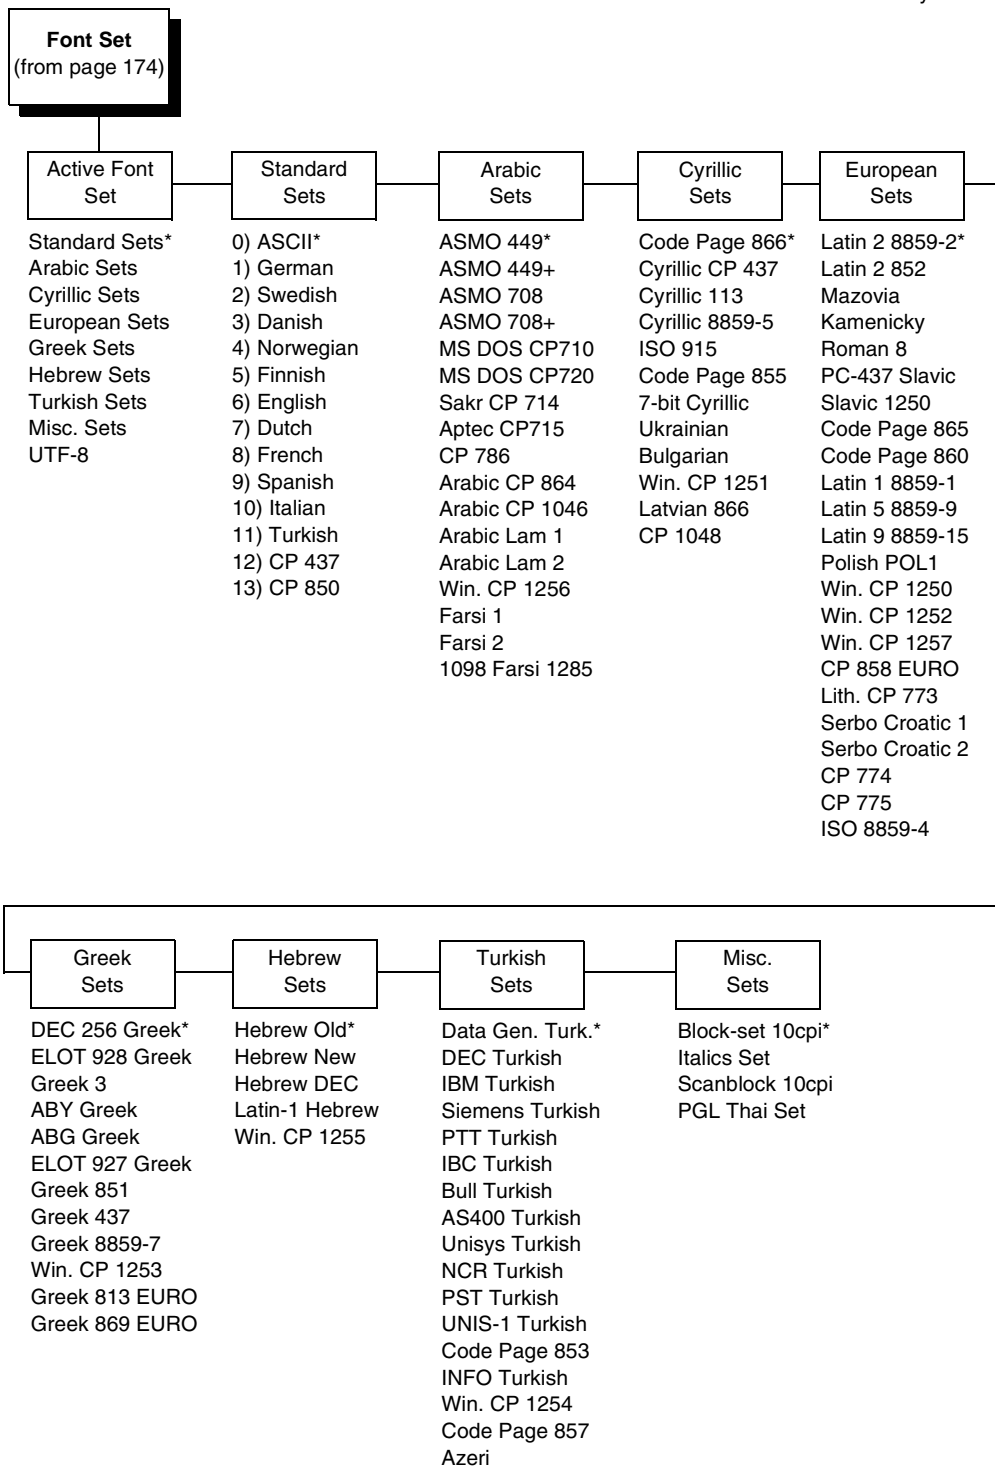 Font Set
(from page 174)
Active Font
Set
Standard Sets*
Arabic Sets
Cyrillic Sets
European Sets
Greek Sets
Hebrew Sets
Turkish Sets
Misc. Sets
UTF-8
Standard
Sets
0) ASCII*
1) German
2) Swedish
3) Danish
4) Norwegian
5) Finnish
6) English
7) Dutch
8) French
9) Spanish
10) Italian
11) Turkish
12) CP 437
13) CP 850
Arabic
Sets
ASMO 449*
ASMO 449+
ASMO 708
ASMO 708+
MS DOS CP710
MS DOS CP720
Sakr CP 714
Aptec CP715
CP 786
Arabic CP 864
Arabic CP 1046
Arabic Lam 1
Arabic Lam 2
Win. CP 1256
Farsi 1
Farsi 2
1098 Farsi 1285
Cyrillic
Sets
Code Page 866*
Cyrillic CP 437
Cyrillic 113
Cyrillic 8859-5
ISO 915
Code Page 855
7-bit Cyrillic
Ukrainian
Bulgarian
Win. CP 1251
Latvian 866
CP 1048
European
Sets
Latin 2 8859-2*
Latin 2 852
Mazovia
Kamenicky
Roman 8
PC-437 Slavic
Slavic 1250
Code Page 865
Code Page 860
Latin 1 8859-1
Latin 5 8859-9
Latin 9 8859-15
Polish POL1
Win. CP 1250
Win. CP 1252
Win. CP 1257
CP 858 EURO
Lith. CP 773
Serbo Croatic 1
Serbo Croatic 2
CP 774
CP 775
ISO 8859-4
Greek
Sets
DEC 256 Greek*
ELOT 928 Greek
Greek 3
ABY Greek
ABG Greek
ELOT 927 Greek
Greek 851
Greek 437
Greek 8859-7
Win. CP 1253
Greek 813 EURO
Greek 869 EURO
Hebrew
Sets
Hebrew Old*
Hebrew New
Hebrew DEC
Latin-1 Hebrew
Win. CP 1255
Turkish
Sets
Data Gen. Turk.*
DEC Turkish
IBM Turkish
Siemens Turkish
PTT Turkish
IBC Turkish
Bull Turkish
AS400 Turkish
Unisys Turkish
NCR Turkish
PST Turkish
UNIS-1 Turkish
Code Page 853
INFO Turkish
Win. CP 1254
Code Page 857
Azeri
Misc.
Sets
Block-set 10cpi*
Italics Set
Scanblock 10cpi
PGL Thai Set